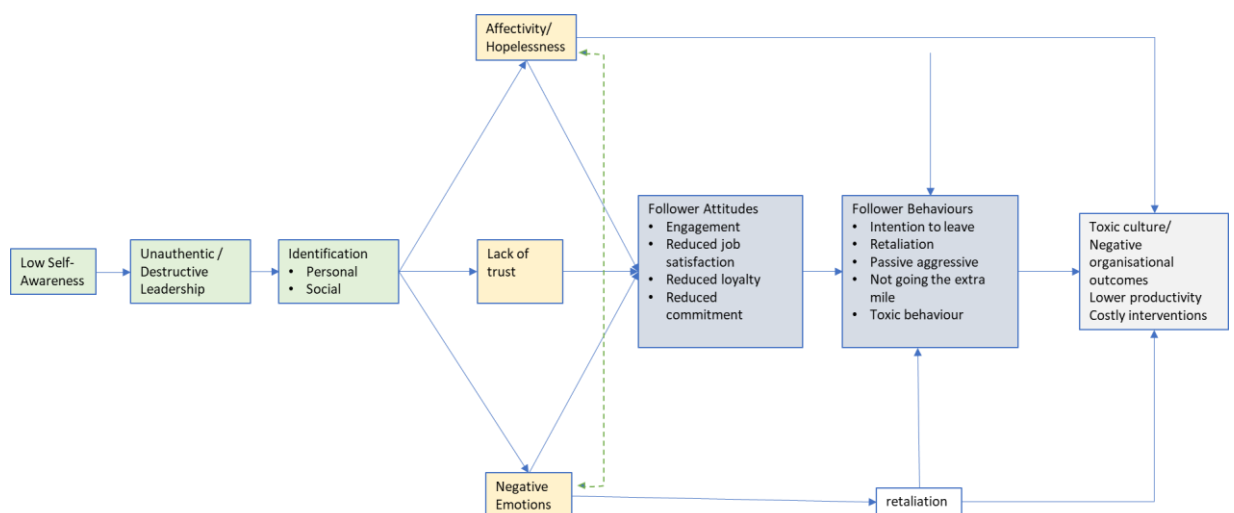 Affectivity/
Hopelessness
Low Self-
Awareness
Unauthentic /
Destructive
Leadership
Identification
• Personal
• Social
Lack of
trust
Negative
Emotions
Follower Attitudes
• Engagement
• Reduced job
satisfaction
• Reduced loyalty
• Reduced
commitment
Follower Behaviours
• Intention to leave
• Retaliation
• Passive aggressive
• Not going the extra
mile
• Toxic behaviour
retaliation
Toxic culture/
Negative
organisational
outcomes
Lower productivity
Costly interventions